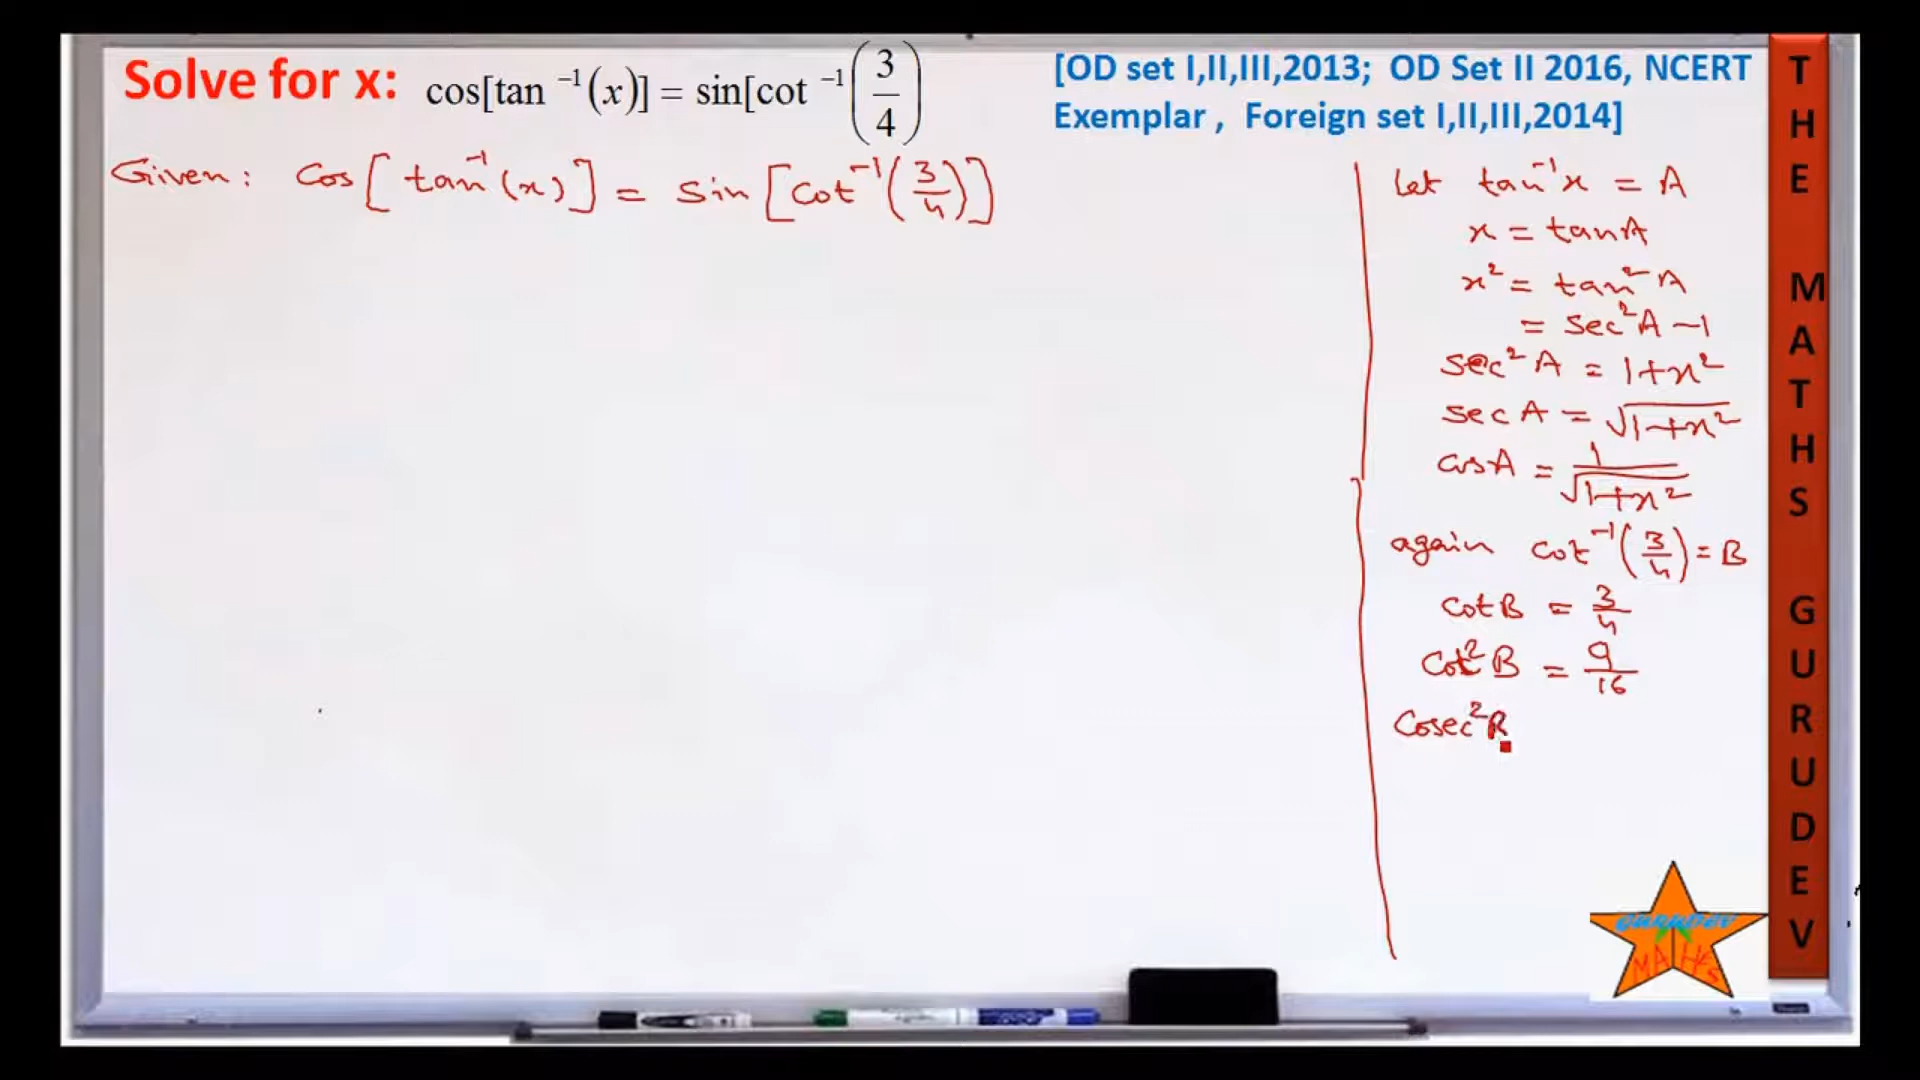 Solve for x: cos[tan⁻¹(x)] = sin[cot⁻¹(3/4)
[OD set I,II,III,2013; OD Set II 2016, NCERT
Exemplar , Foreign set I,II,III,2014]
Given: Cos[tan⁻¹(x)] = Sin[Cot⁻¹(3/4)]
let tan⁻¹x = A
x = tanA
x² = tan²A
= sec²A -1
sec²A = 1+x²
sec A = √1+x²
cosA = 1/√1+x²
again Cot⁻¹(3/4) = B
CotB = 3/4
Cot²B = 9/16
Cosec²B
THE MATHS GURUDEV
GURUDEV
MATHS